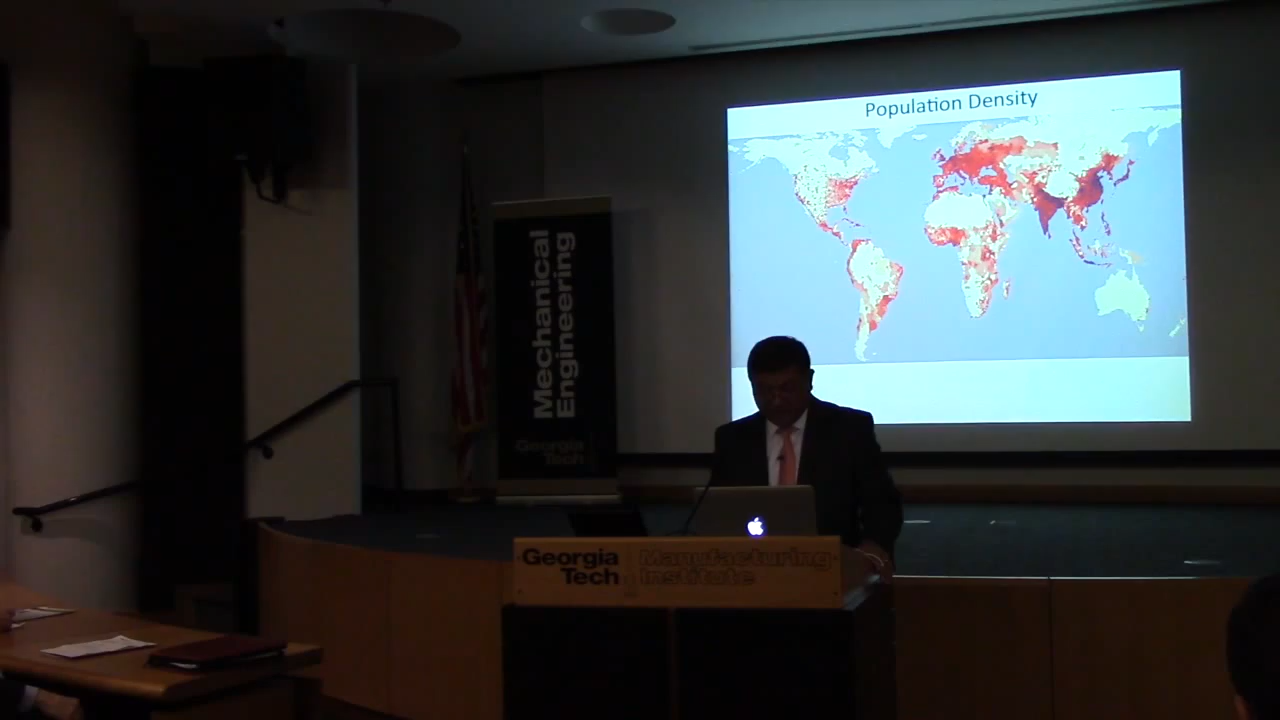 Population Density
Mechanical
Engineering
Georgia
Tech
Georgia
Tech
Manufacturing
Institute